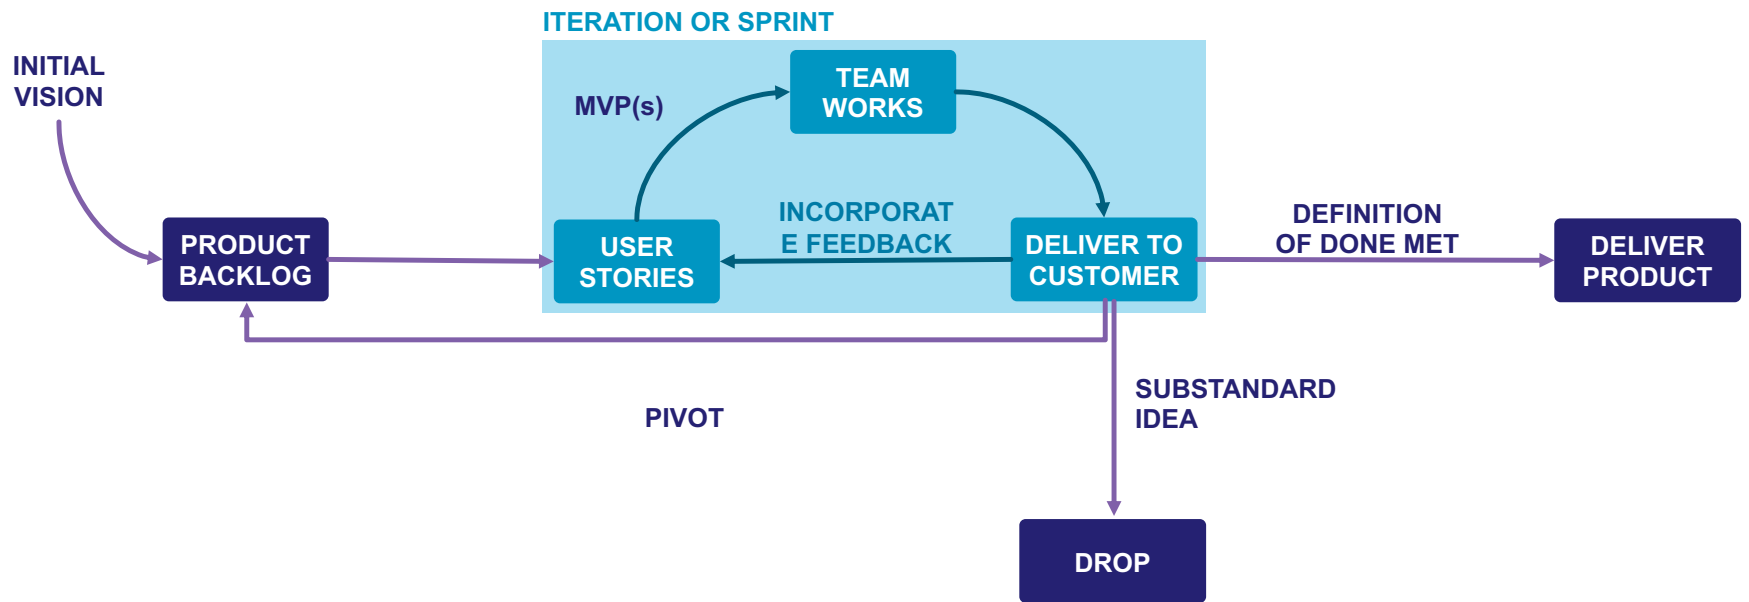 ITERATION OR SPRINT
INITIAL
VISION
TEAM
WORKS
MVP(s)
INCORPORAT
E FEEDBACK
PRODUCT
BACKLOG
USER
STORIES
DELIVER TO
CUSTOMER
DEFINITION
OF DONE MET
DELIVER
PRODUCT
PIVOT
SUBSTANDARD
IDEA
DROP